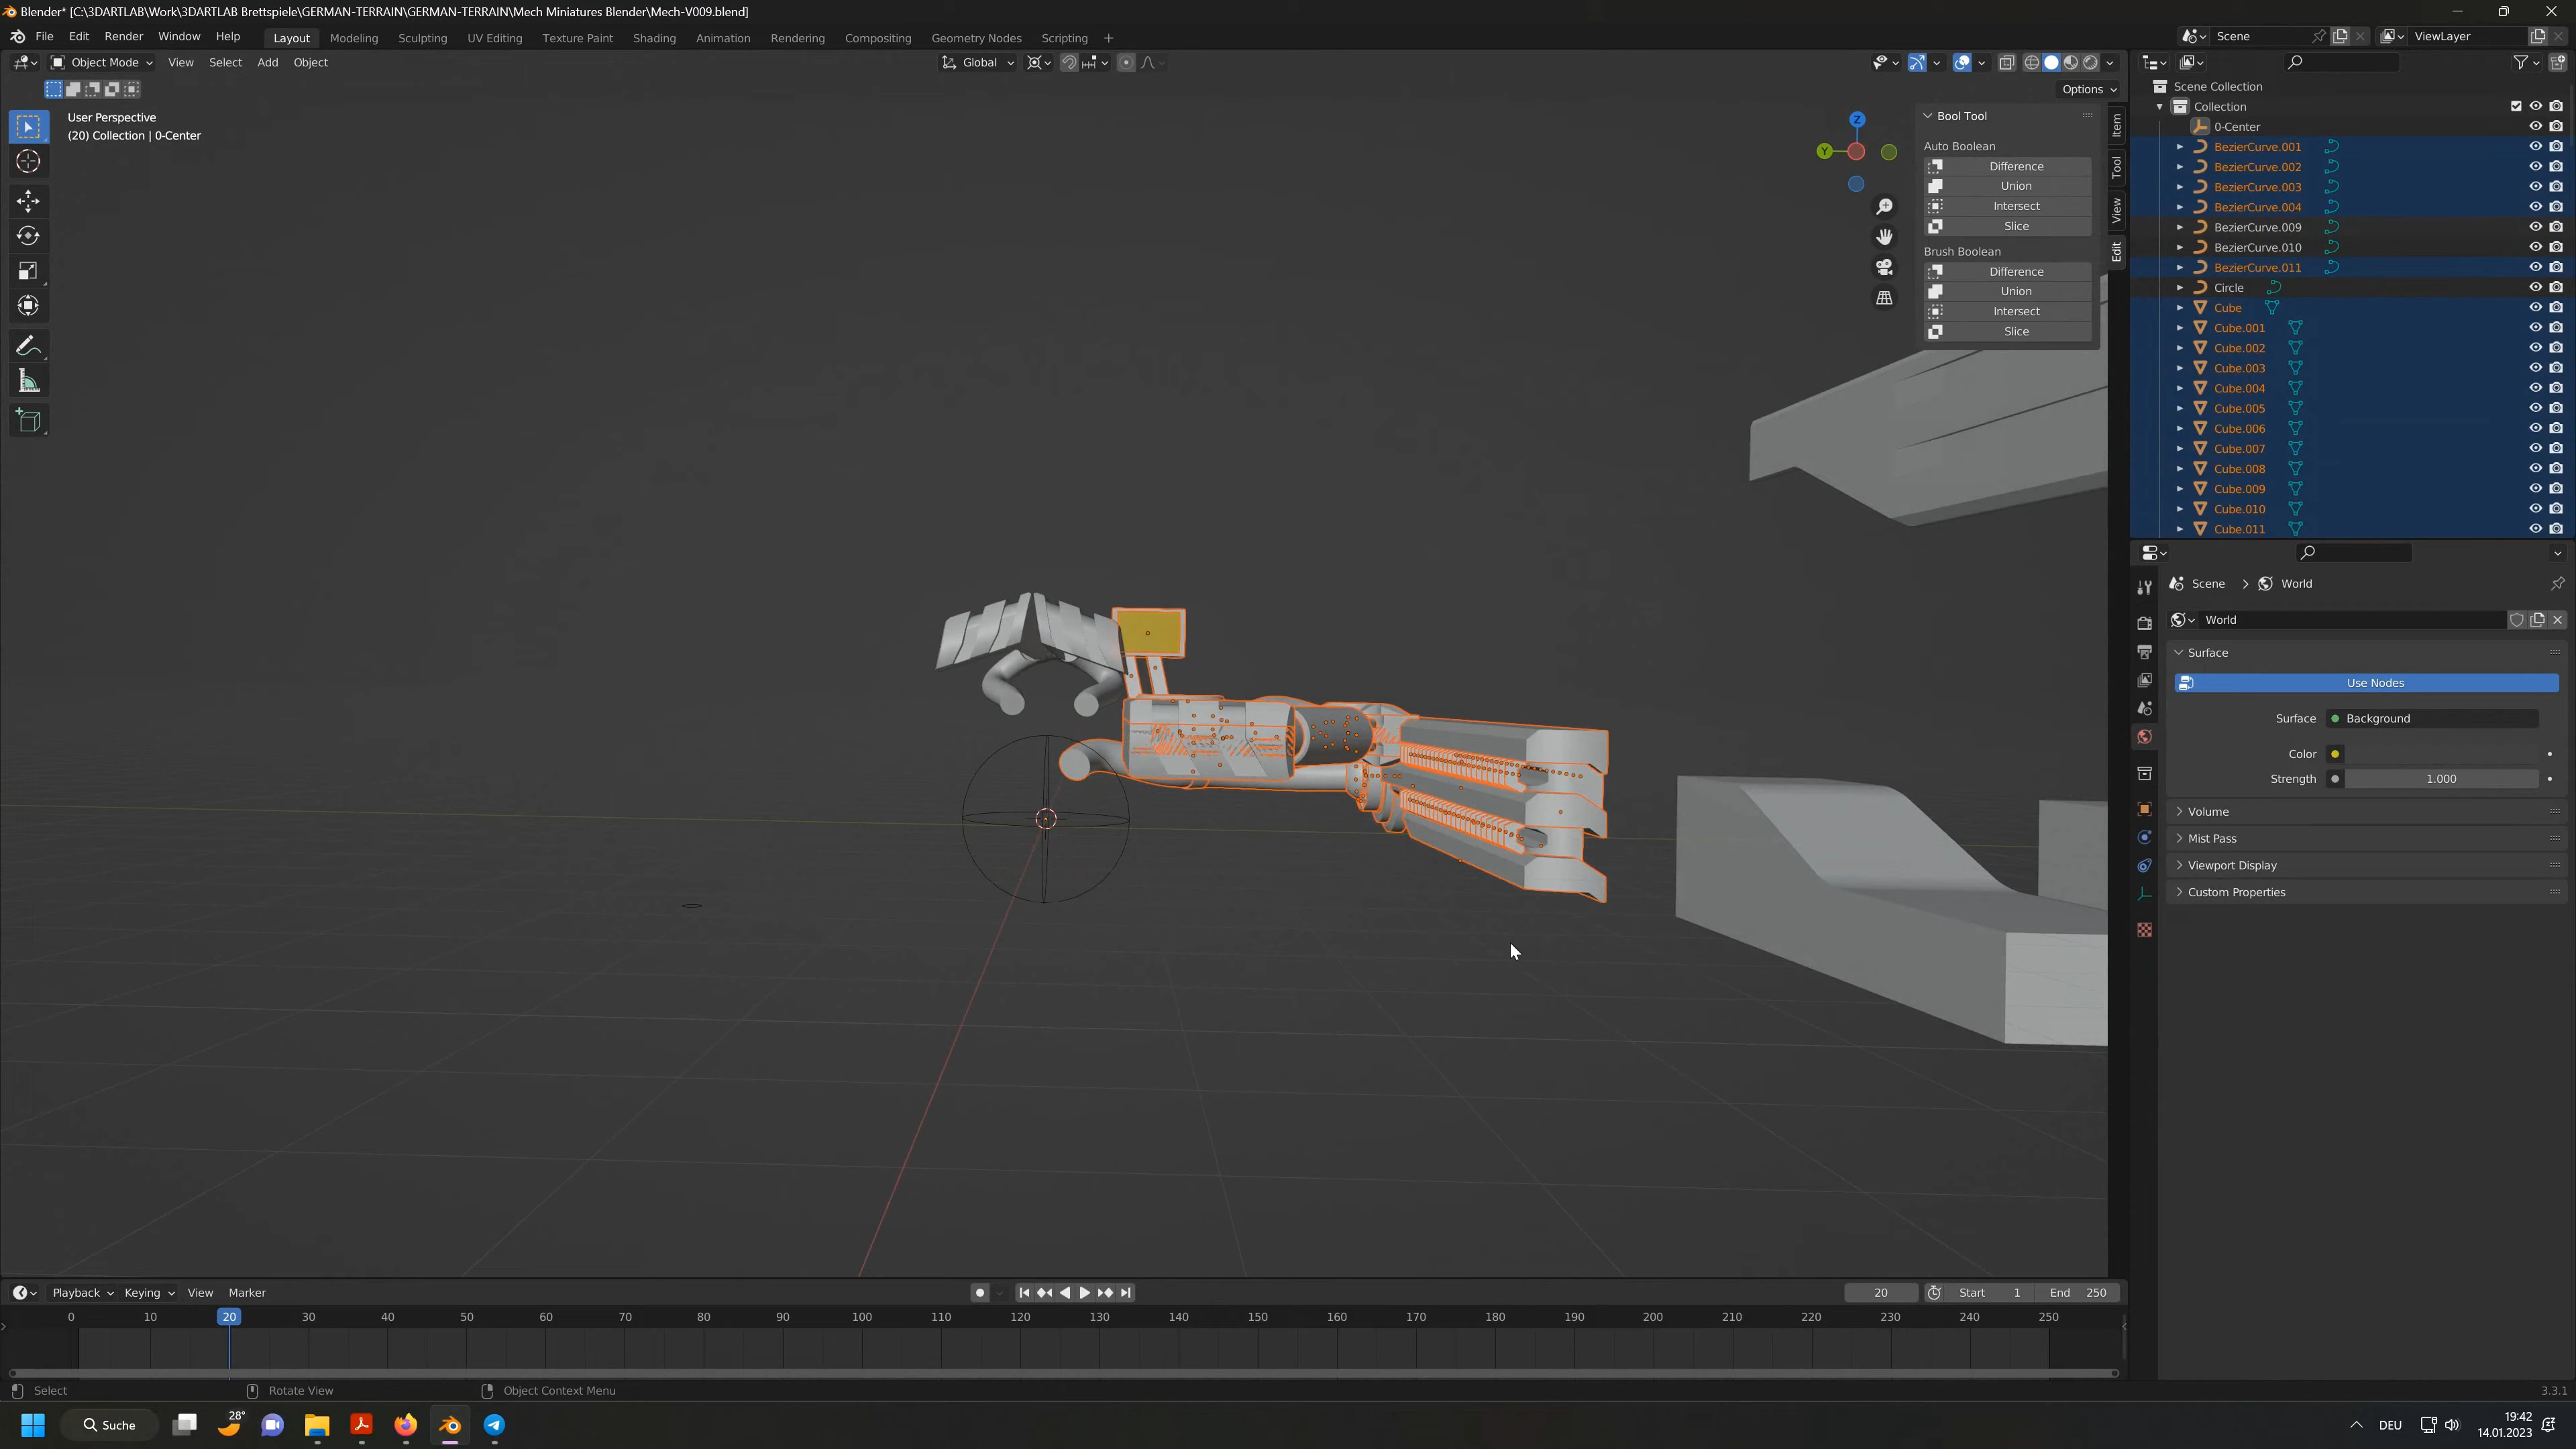 Blender* [C:\3DARTLAB\Work\3DARTLAB Brettspiele\GERMAN-TERRAIN\GERMAN-TERRAIN\Mech Miniatures Blender\Mech-V009.blend]
File Edit Render Window Help Layout Modeling Sculpting UV Editing Texture Paint Shading Animation Rendering Compositing Geometry Nodes Scripting + Scene ViewLayer
Object Mode View Select Add Object Global
Options
User Perspective
(20) Collection | 0-Center
Z
Y
Bool Tool
Auto Boolean
Difference
Union
Intersect
Slice
Brush Boolean
Difference
Union
Intersect
Slice
Item
Tool
View
Edit
Scene Collection
Collection
0-Center
BezierCurve.001
BezierCurve.002
BezierCurve.003
BezierCurve.004
BezierCurve.009
BezierCurve.010
BezierCurve.011
Circle
Cube
Cube.001
Cube.002
Cube.003
Cube.004
Cube.005
Cube.006
Cube.007
Cube.008
Cube.009
Cube.010
Cube.011
Scene > World
World
Surface
Use Nodes
Surface Background
Color
Strength 1.000
Volume
Mist Pass
Viewport Display
Custom Properties
Playback Keying View Marker 20 Start 1 End 250
0 10 20 30 40 50 60 70 80 90 100 110 120 130 140 150 160 170 180 190 200 210 220 230 240 250
Select Rotate View Object Context Menu 3.3.1
Suche 28° DEU 19:42
14.01.2023